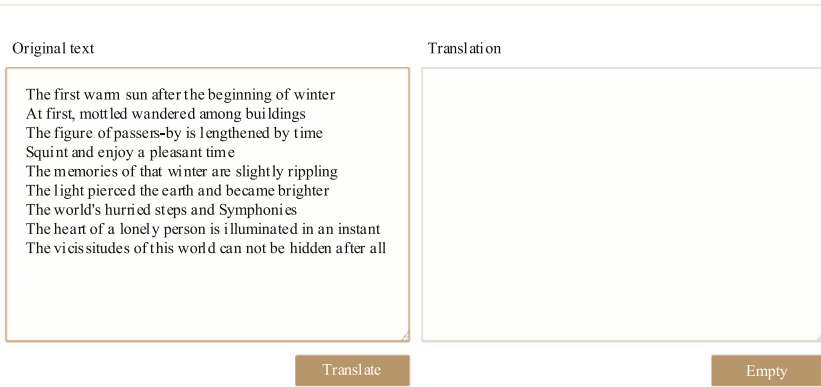 Original text
Translation
The first warm sun after the beginning of winter
At first, mottled wandered among buildings
The figure of passers-by is lengthened by time
Squint and enjoy a pleasant time
The memories of that winter are slightly rippling
The light pierced the earth and became brighter
The world's hurried steps and Symphonies
The heart of a lonely person is illuminated in an instant
The vicissitudes of this world can not be hidden after all
Translate
Empty